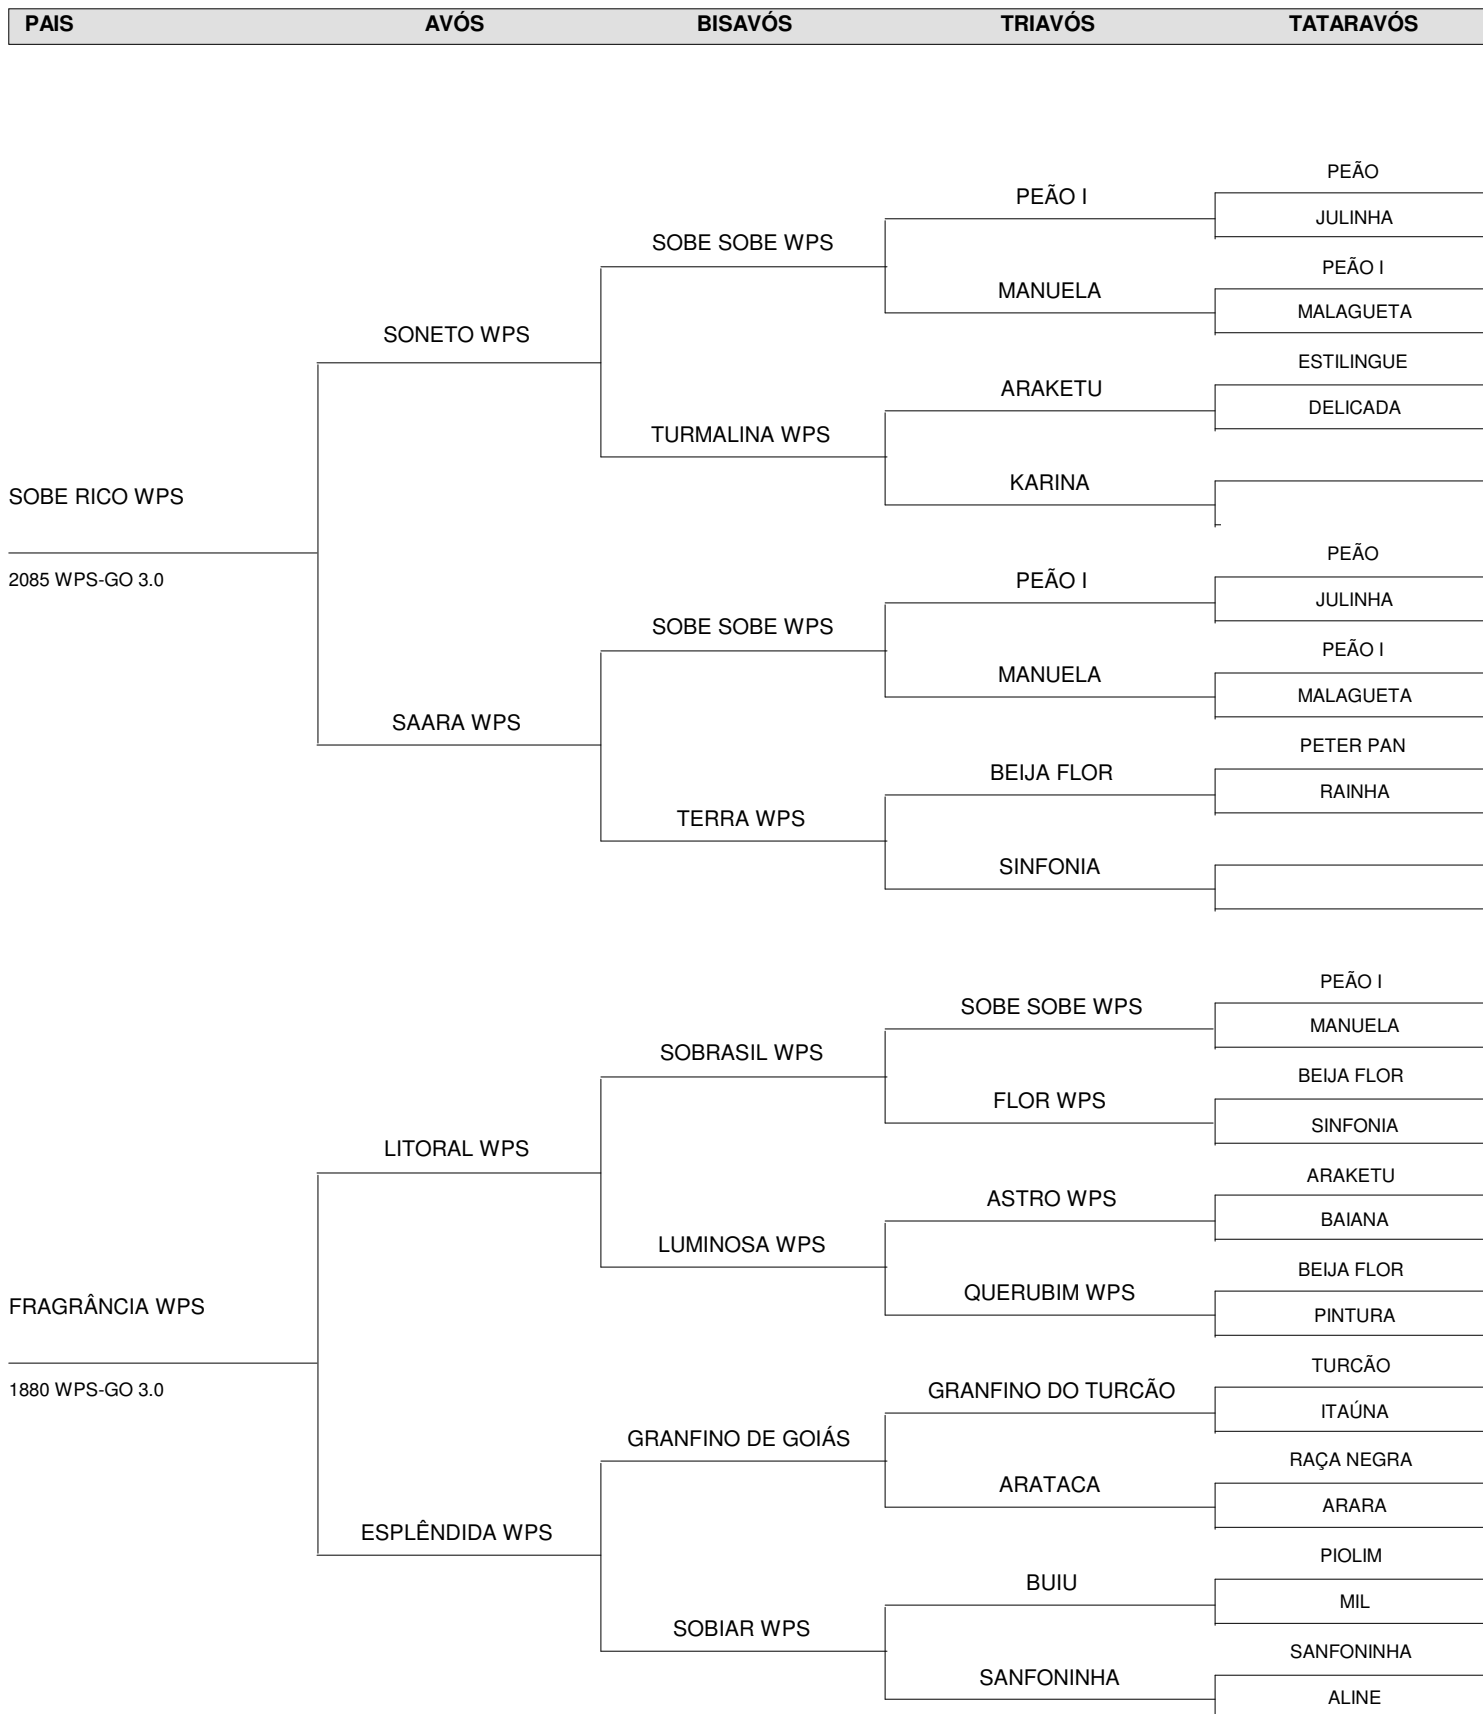 PAIS AVÓS BISAVÓS TRIAVÓS TATARAVÓS
PEÃO
PEÃO I
JULINHA
SOBE SOBE WPS
PEÃO I
MANUELA
MALAGUETA
SONETO WPS
ESTILINGUE
ARAKETU
DELICADA
TURMALINA WPS
KARINA
SOBE RICO WPS
PEÃO
2085 WPS-GO 3.0
PEÃO I
JULINHA
SOBE SOBE WPS
PEÃO I
MANUELA
MALAGUETA
SAARA WPS
PETER PAN
BEIJA FLOR
RAINHA
TERRA WPS
SINFONIA
PEÃO I
SOBE SOBE WPS
MANUELA
SOBRASIL WPS
BEIJA FLOR
FLOR WPS
SINFONIA
LITORAL WPS
ARAKETU
ASTRO WPS
BAIANA
LUMINOSA WPS
BEIJA FLOR
QUERUBIM WPS
FRAGRÂNCIA WPS
PINTURA
TURCÃO
1880 WPS-GO 3.0
GRANFINO DO TURCÃO
ITAÚNA
GRANFINO DE GOIÁS
RAÇA NEGRA
ARATACA
ARARA
ESPLÊNDIDA WPS
PIOLIM
BUIU
MIL
SOBIAR WPS
SANFONINHA
SANFONINHA
ALINE